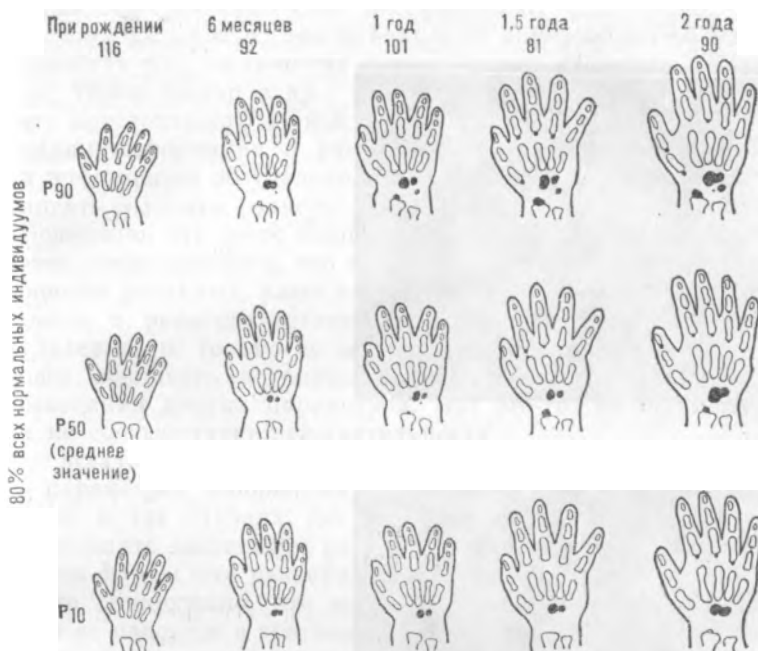 При рождении 6 месяцев 1 год 1,5 года 2 года
116 92 101 81 90
P90
80% всех нормальных индивидуумов
P50
(среднее
значение)
P10